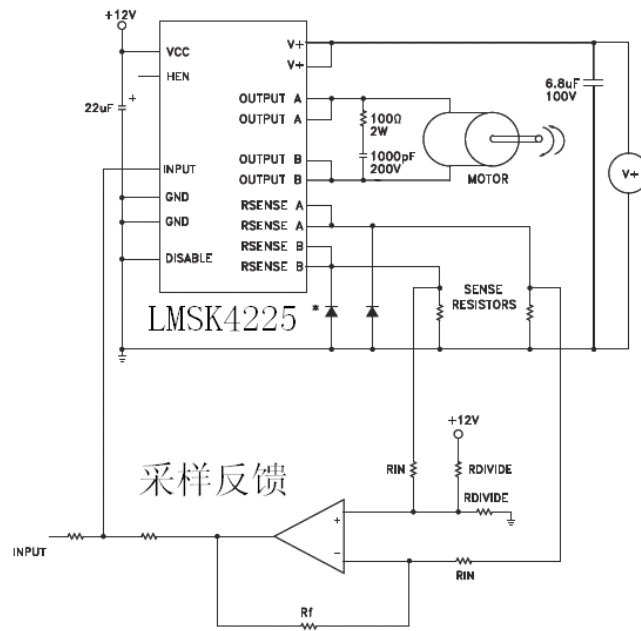 +12V
VCC
V+
V+
HEN
22uF
+
OUTPUT A
OUTPUT A
100Ω
2W
6.8uF
100V
INPUT
OUTPUT B
OUTPUT B
1000pF
200V
MOTOR
V+
GND
GND
RSENSE A
RSENSE A
DISABLE
RSENSE B
RSENSE B
SENSE
RESISTORS
LMSK4225
*
+12V
采样反馈
RIN
RDIVIDE
RDIVIDE
+
-
INPUT
RIN
Rf